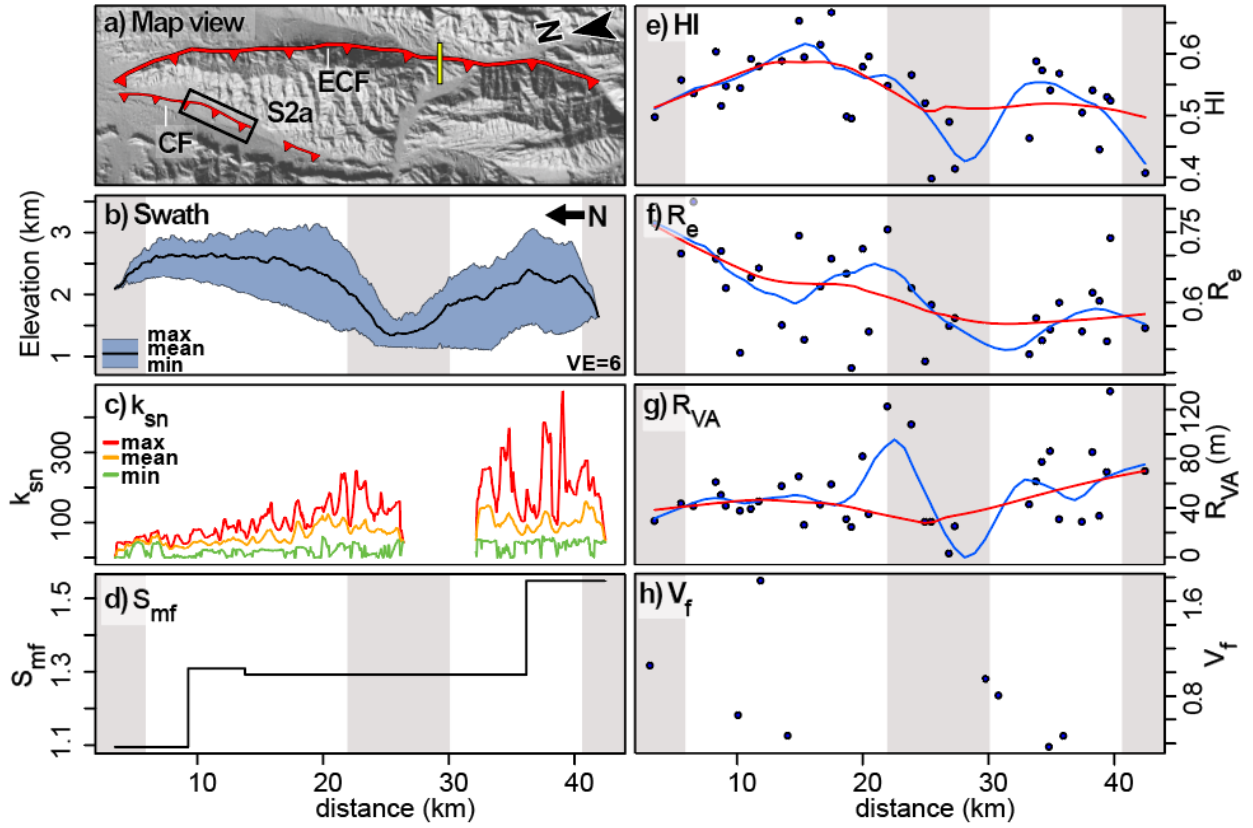 a) Map view
N
ECF
S2a
CF
b) Swath
N
Elevation (km)
3
2
1
max
mean
min
VE=6
c) ksn
max
mean
min
ksn
300
100
d) Smf
Smf
1.5
1.3
1.1
10 20 30 40
distance (km)
e) HI
HI
0.6
0.5
0.4
f) Re
Re
0.75
0.6
g) RVA
RVA (m)
120
80
40
0
h) Vf
Vf
1.6
0.8
10 20 30 40
distance (km)